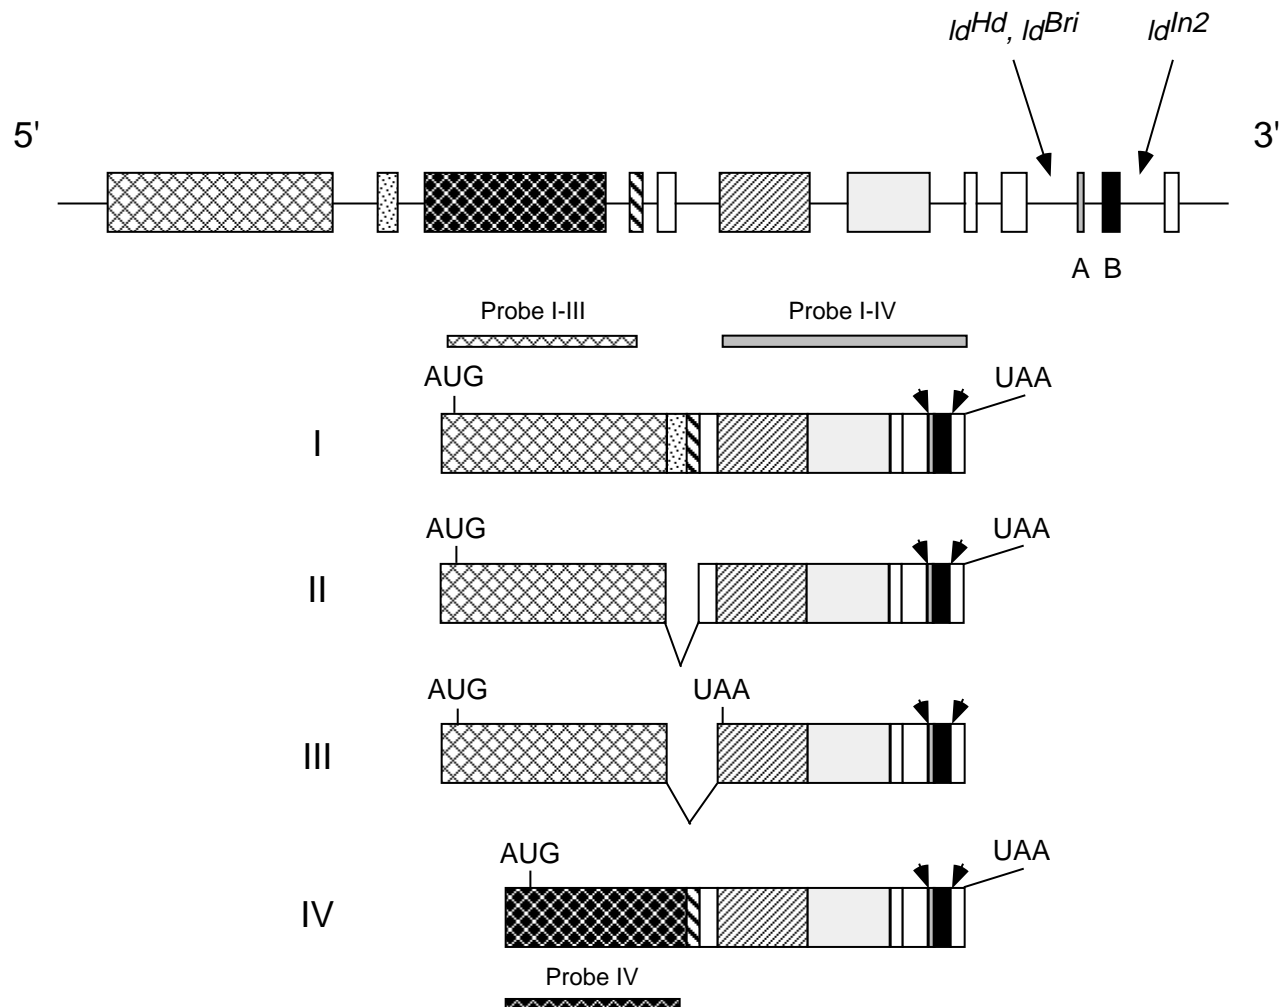 ld^Hd, ld^Bri ld^In2
5' 3'
A B
Probe I-III Probe I-IV
AUG UAA
I
AUG UAA
II
AUG UAA
III
AUG UAA
IV
Probe IV